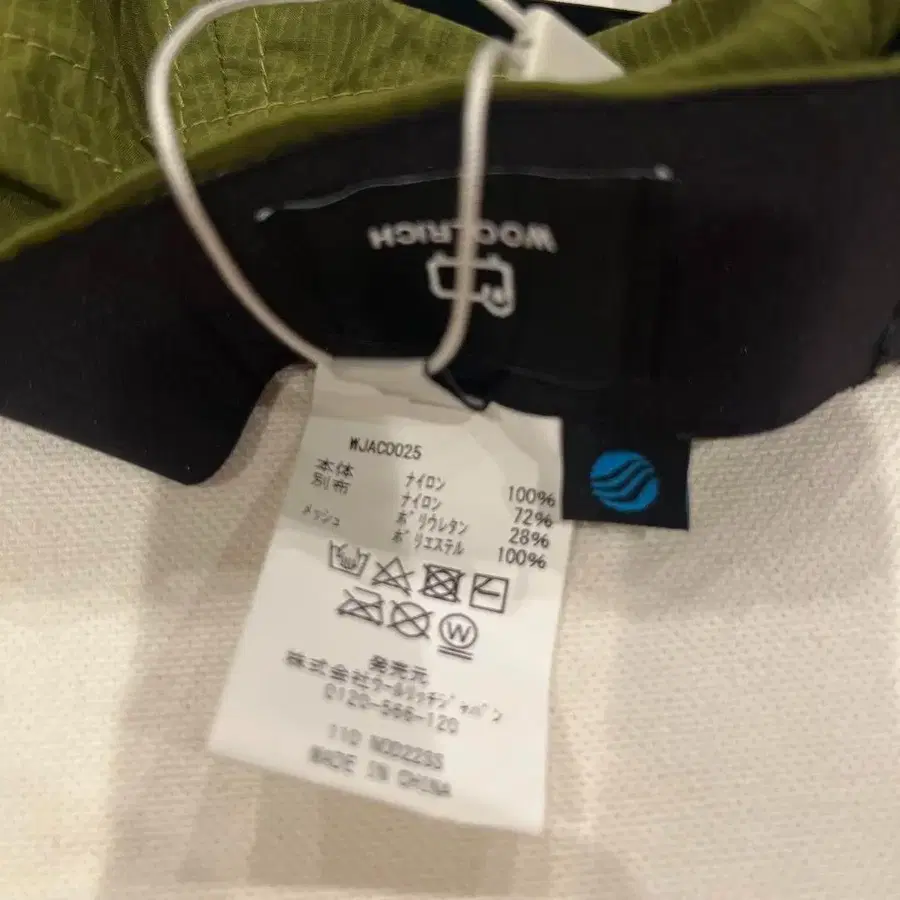 WOOLRICH
WJAC0025
本体 ナイロン 100%
別布 ナイロン 72%
ポリウレタン 28%
メッシュ ポリエステル 100%
W
発売元
株式会社ウールリッチジャパン
0120-566-120
110 MOD22SS
MADE IN CHINA